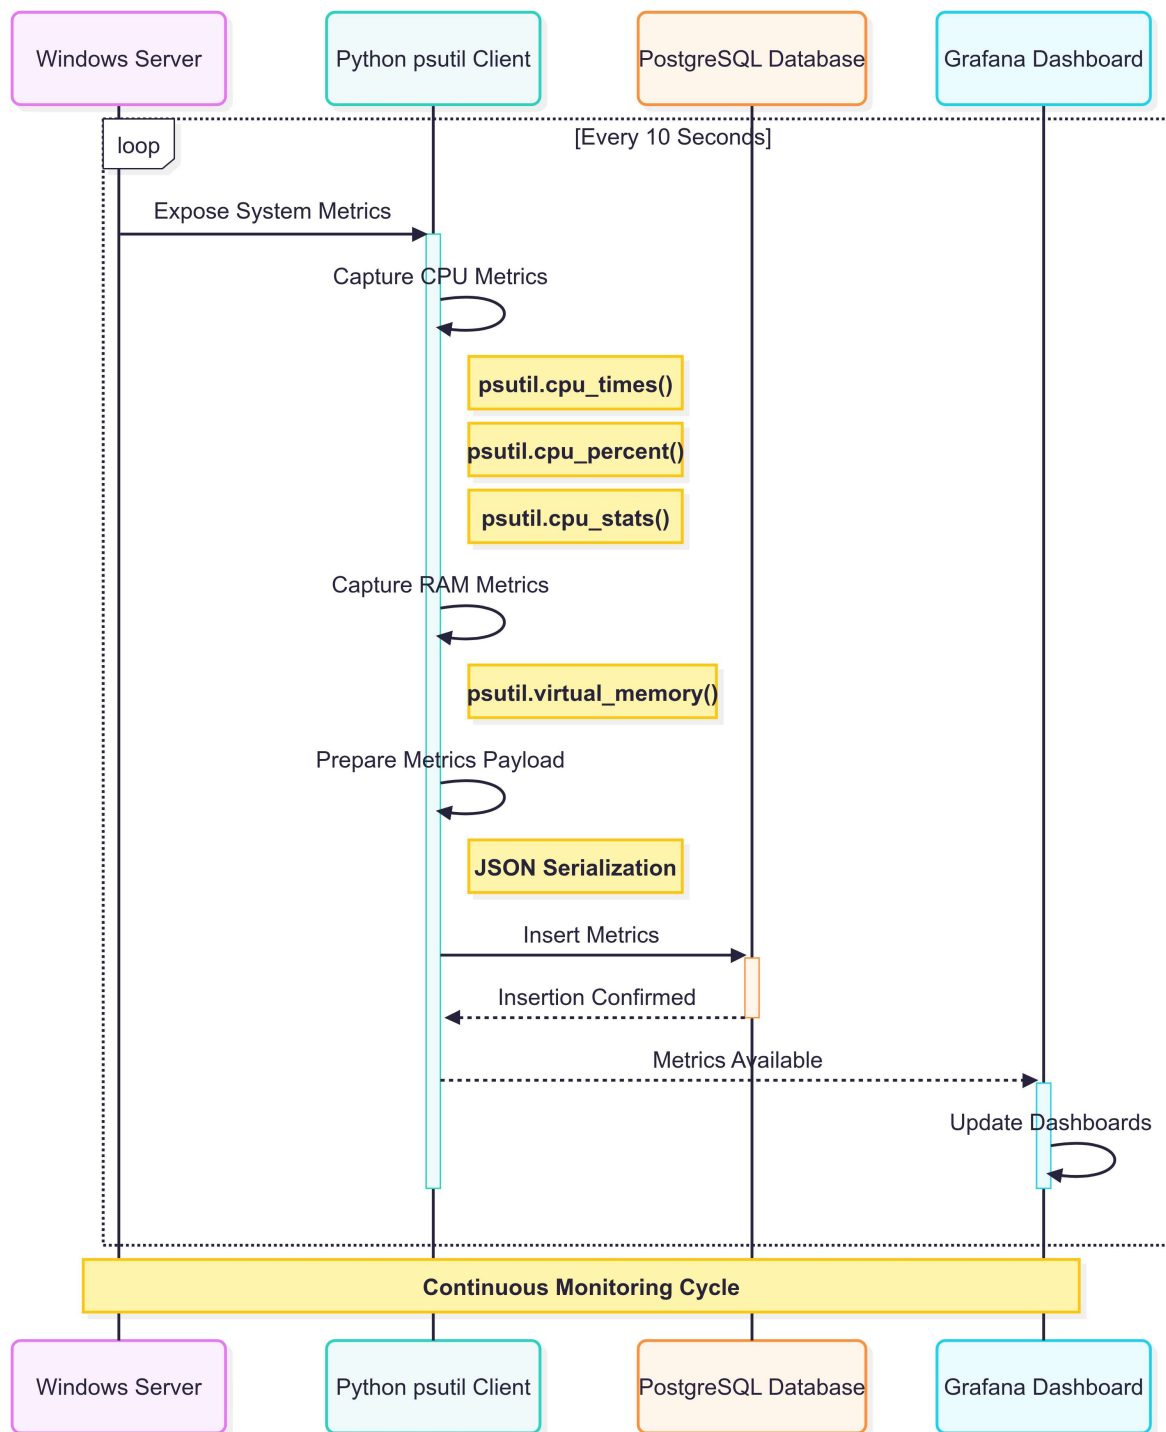 Windows Server
Python psutil Client
PostgreSQL Database
Grafana Dashboard
loop
[Every 10 Seconds]
Expose System Metrics
Capture CPU Metrics
psutil.cpu_times()
psutil.cpu_percent()
psutil.cpu_stats()
Capture RAM Metrics
psutil.virtual_memory()
Prepare Metrics Payload
JSON Serialization
Insert Metrics
Insertion Confirmed
Metrics Available
Update Dashboards
Continuous Monitoring Cycle
Windows Server
Python psutil Client
PostgreSQL Database
Grafana Dashboard